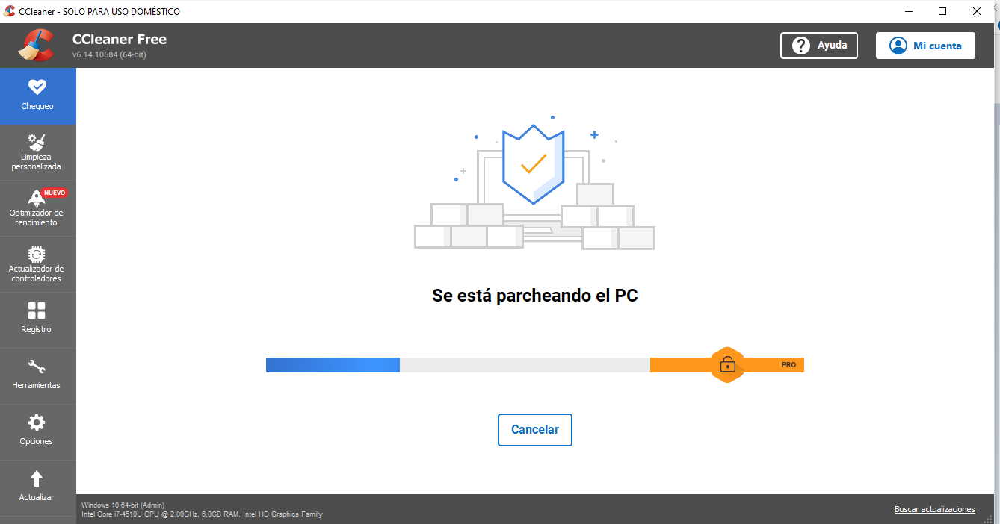 CCleaner - SOLO PARA USO DOMÉSTICO
CCleaner Free
v6.14.10584 (64-bit)
Ayuda
Mi cuenta
Chequeo
Limpieza
personalizada
NUEVO
Optimizador de
rendimiento
Actualizador de
controladores
Registro
Herramientas
Opciones
Actualizar
Se está parcheando el PC
PRO
Cancelar
Windows 10 64-bit (Admin)
Intel Core i7-4510U CPU @ 2.00GHz, 6,0GB RAM, Intel HD Graphics Family
Buscar actualizaciones